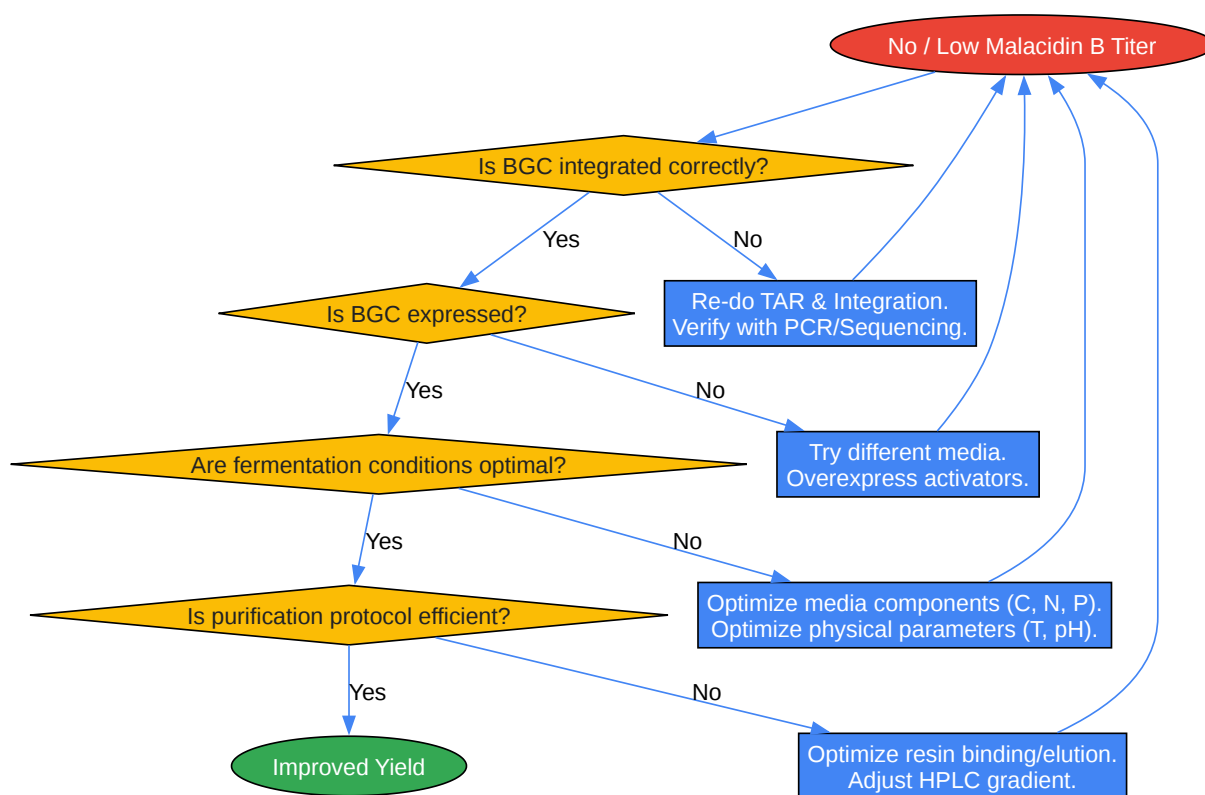 No / Low Malacidin B Titer
Is BGC integrated correctly?
Yes
No
Re-do TAR & Integration.
Verify with PCR/Sequencing.
Is BGC expressed?
Yes
No
Try different media.
Overexpress activators.
Are fermentation conditions optimal?
Yes
No
Optimize media components (C, N, P).
Optimize physical parameters (T, pH).
Is purification protocol efficient?
Yes
No
Improved Yield
Optimize resin binding/elution.
Adjust HPLC gradient.